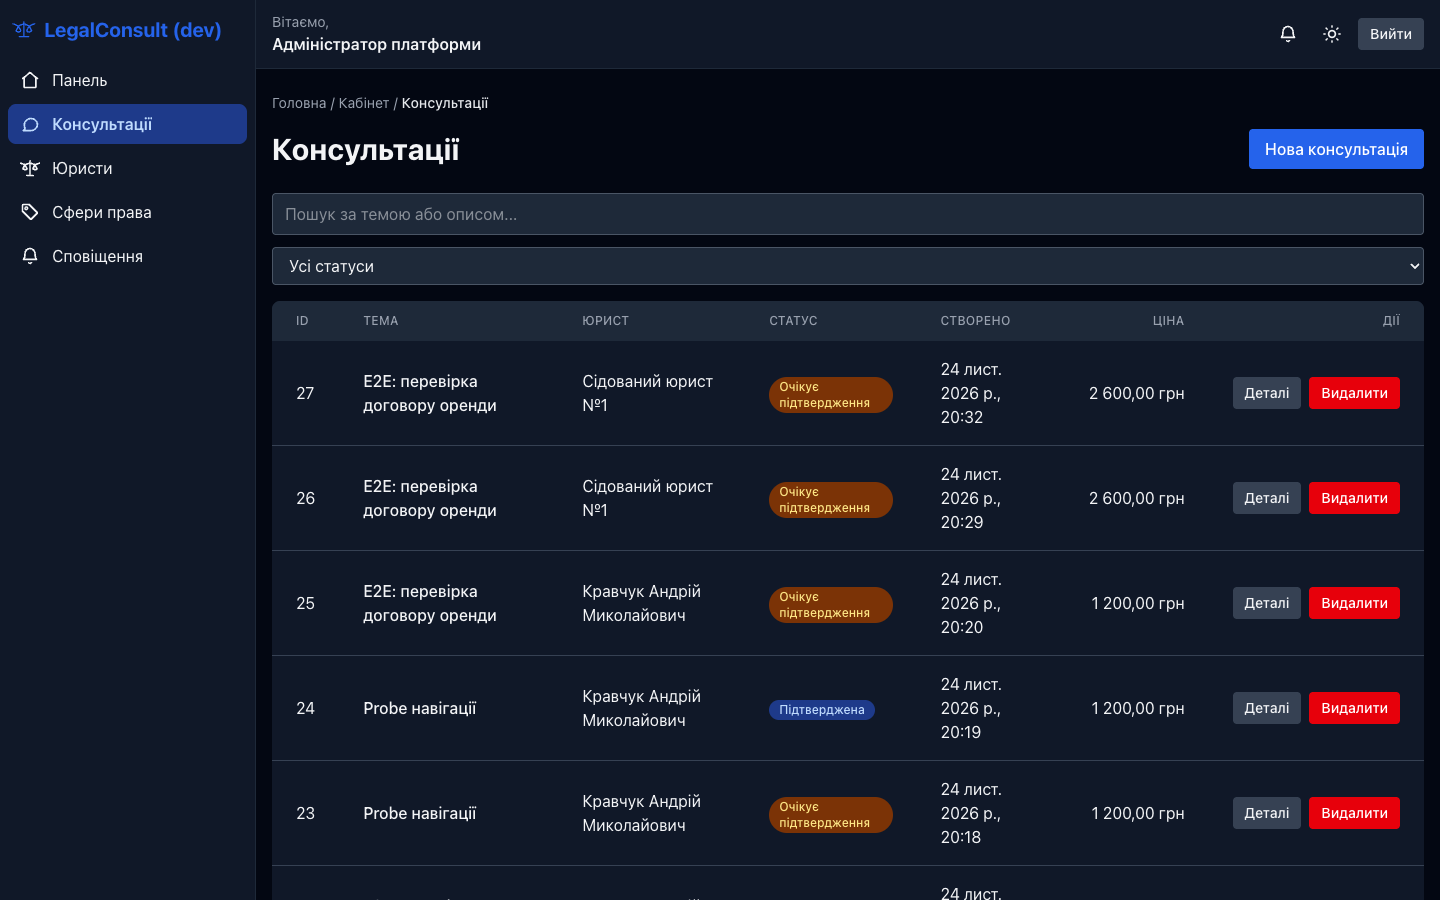 LegalConsult (dev)
Вітаємо,
Адміністратор платформи
Вийти
Панель
Консультації
Юристи
Сфери права
Сповіщення
Головна / Кабінет / Консультації
Консультації
Нова консультація
Пошук за темою або описом...
Усі статуси
ID ТЕМА ЮРИСТ СТАТУС СТВОРЕНО ЦІНА ДІЇ
27
E2E: перевірка
договору оренди
Сідований юрист
№1
Очікує
підтвердження
24 лист.
2026 р.,
20:32
2 600,00 грн
Деталі Видалити
26
E2E: перевірка
договору оренди
Сідований юрист
№1
Очікує
підтвердження
24 лист.
2026 р.,
20:29
2 600,00 грн
Деталі Видалити
25
E2E: перевірка
договору оренди
Кравчук Андрій
Миколайович
Очікує
підтвердження
24 лист.
2026 р.,
20:20
1 200,00 грн
Деталі Видалити
24
Probe навігації
Кравчук Андрій
Миколайович
Підтверджена
24 лист.
2026 р.,
20:19
1 200,00 грн
Деталі Видалити
23
Probe навігації
Кравчук Андрій
Миколайович
Очікує
підтвердження
24 лист.
2026 р.,
20:18
1 200,00 грн
Деталі Видалити
24 лист.